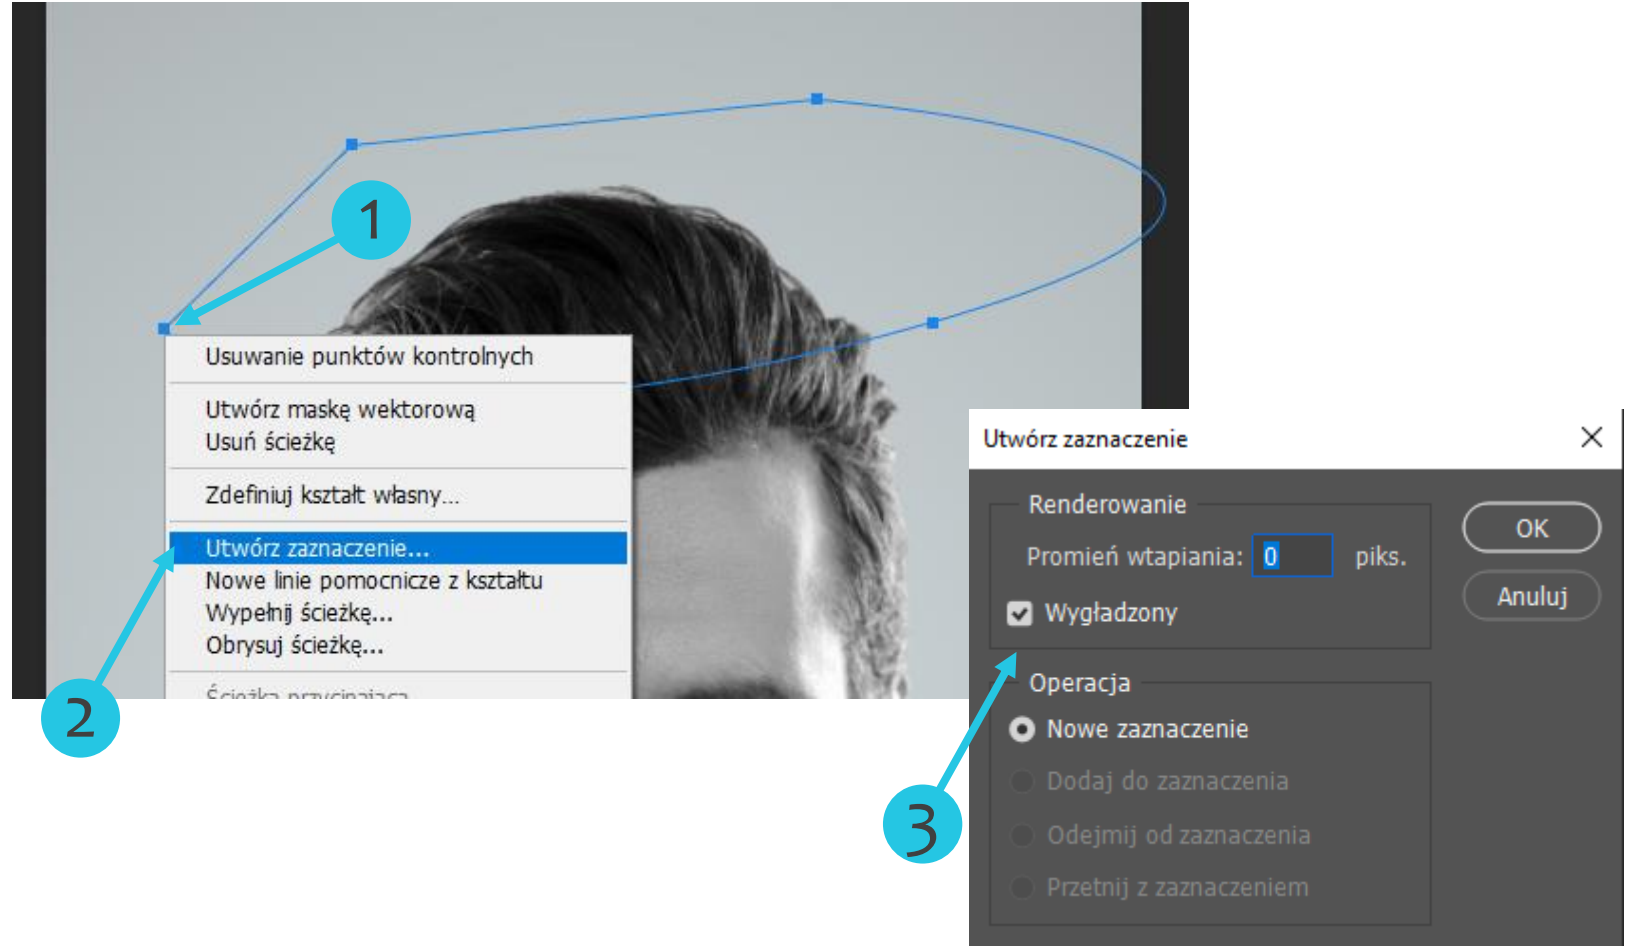 1
Usuwanie punktów kontrolnych
Utwórz maskę wektorową
Usuń ścieżkę
Zdefiniuj kształt własny...
Utwórz zaznaczenie...
Nowe linie pomocnicze z kształtu
Wypełnij ścieżkę...
Obrysuj ścieżkę...
Ścieżka przycinająca
2
Utwórz zaznaczenie
Renderowanie
Promień wtapiania: 0 piks.
Wygładzony
OK
Anuluj
3
Operacja
Nowe zaznaczenie
Dodaj do zaznaczenia
Odejmij od zaznaczenia
Przetnij z zaznaczeniem